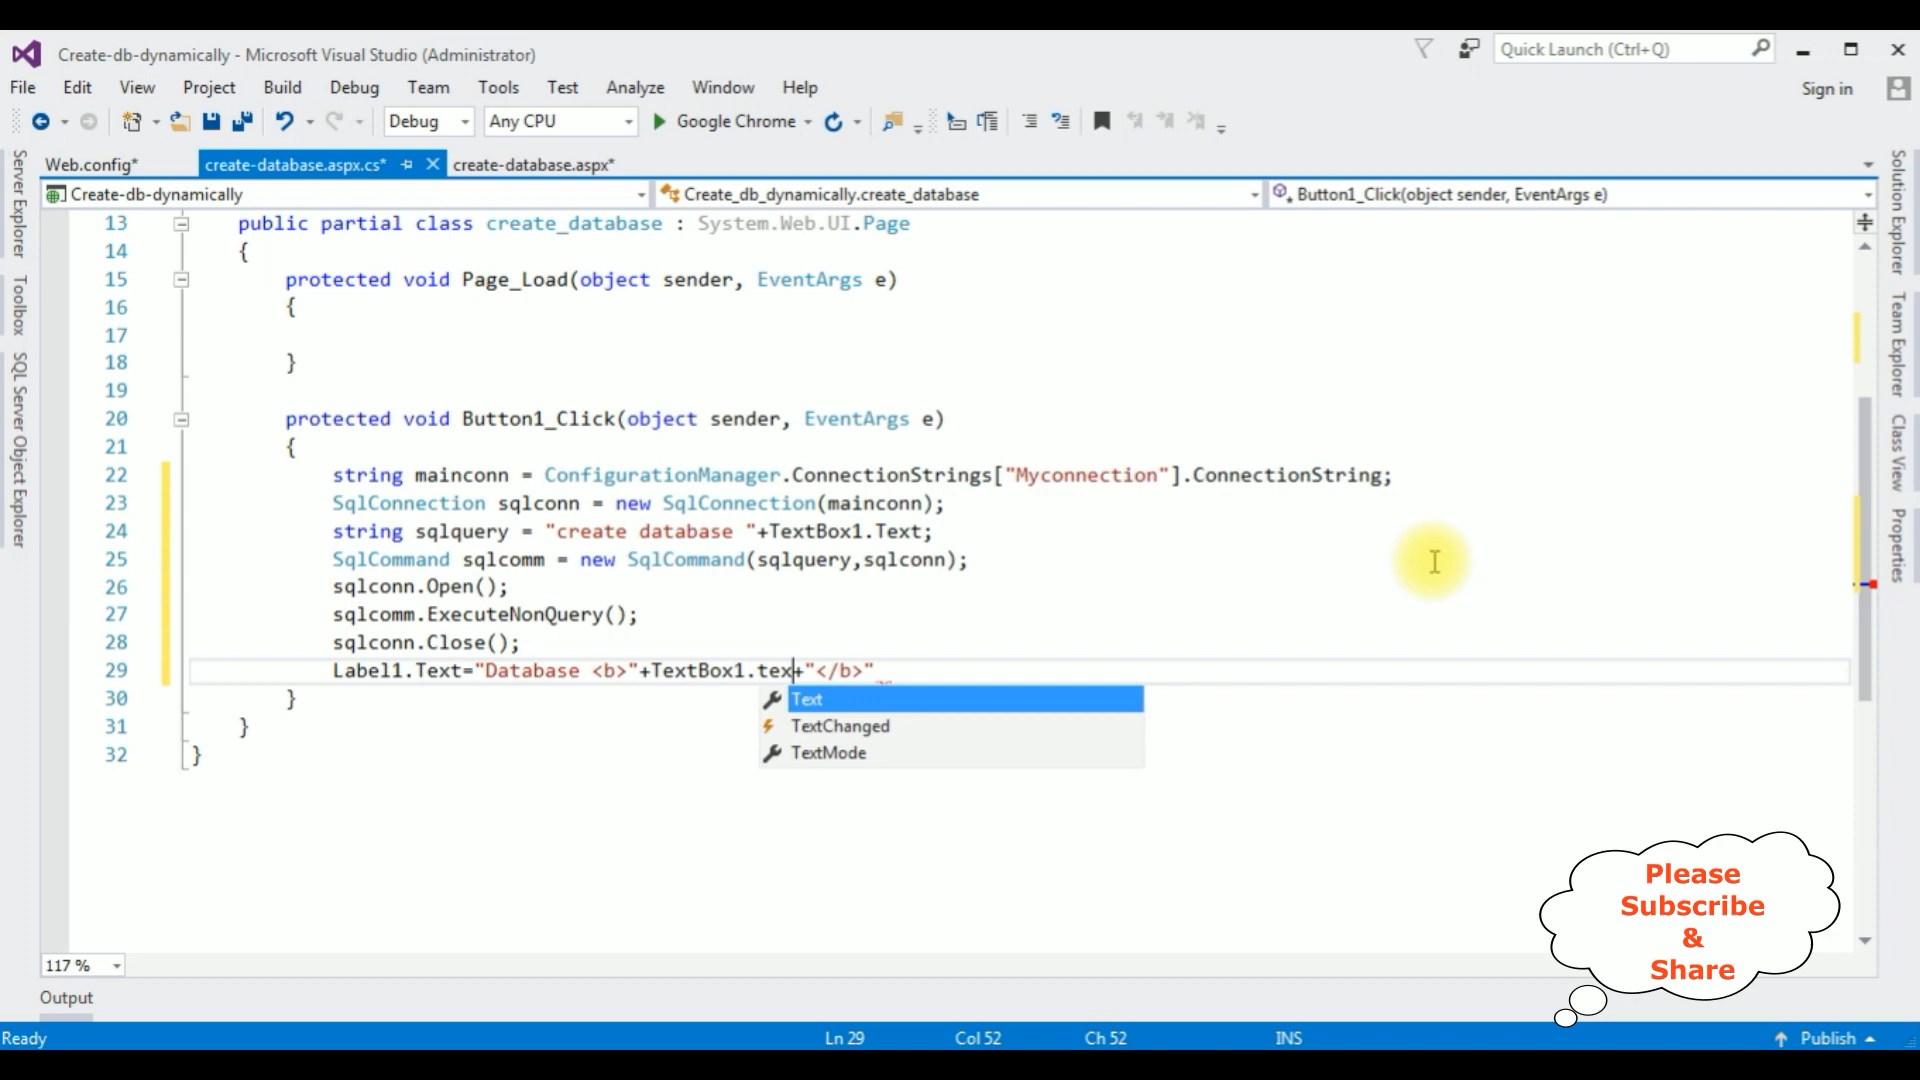 Create-db-dynamically - Microsoft Visual Studio (Administrator)
Quick Launch (Ctrl+Q)
File Edit View Project Build Debug Team Tools Test Analyze Window Help
Sign in
Debug Any CPU Google Chrome
Web.config* create-database.aspx.cs* create-database.aspx*
Create-db-dynamically Create_db_dynamically.create_database Button1_Click(object sender, EventArgs e)
Server Explorer
Toolbox
SQL Server Object Explorer
13 public partial class create_database : System.Web.UI.Page
14 {
15 protected void Page_Load(object sender, EventArgs e)
16 {
17
18 }
19
20 protected void Button1_Click(object sender, EventArgs e)
21 {
22 string mainconn = ConfigurationManager.ConnectionStrings["Myconnection"].ConnectionString;
23 SqlConnection sqlconn = new SqlConnection(mainconn);
24 string sqlquery = "create database "+TextBox1.Text;
25 SqlCommand sqlcomm = new SqlCommand(sqlquery,sqlconn);
26 sqlconn.Open();
27 sqlcomm.ExecuteNonQuery();
28 sqlconn.Close();
29 Label1.Text="Database <b>"+TextBox1.tex+"</b>"
30 }
31 }
32 }
Text
TextChanged
TextMode
Solution Explorer
Team Explorer
Class View
Properties
Please
Subscribe
&
Share
117 %
Output
Ready Ln 29 Col 52 Ch 52 INS Publish